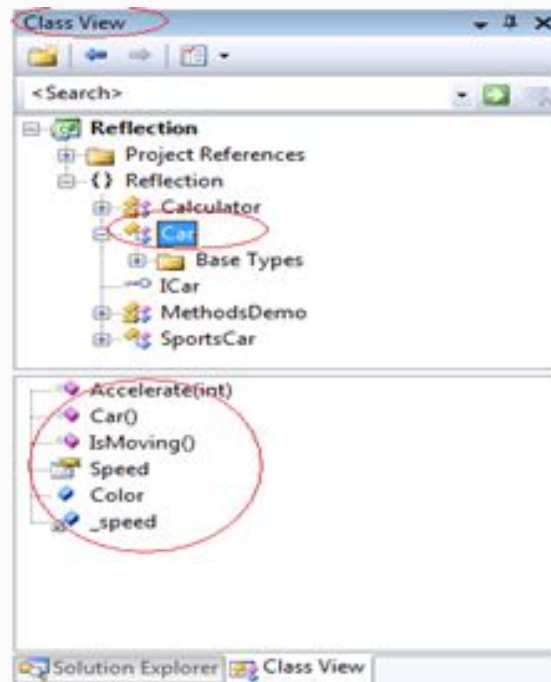 Class View
<Search>
Reflection
Project References
{} Reflection
Calculator
Car
Base Types
ICar
MethodsDemo
SportsCar
Accelerate(int)
Car()
IsMoving()
Speed
Color
_speed
Solution Explorer
Class View